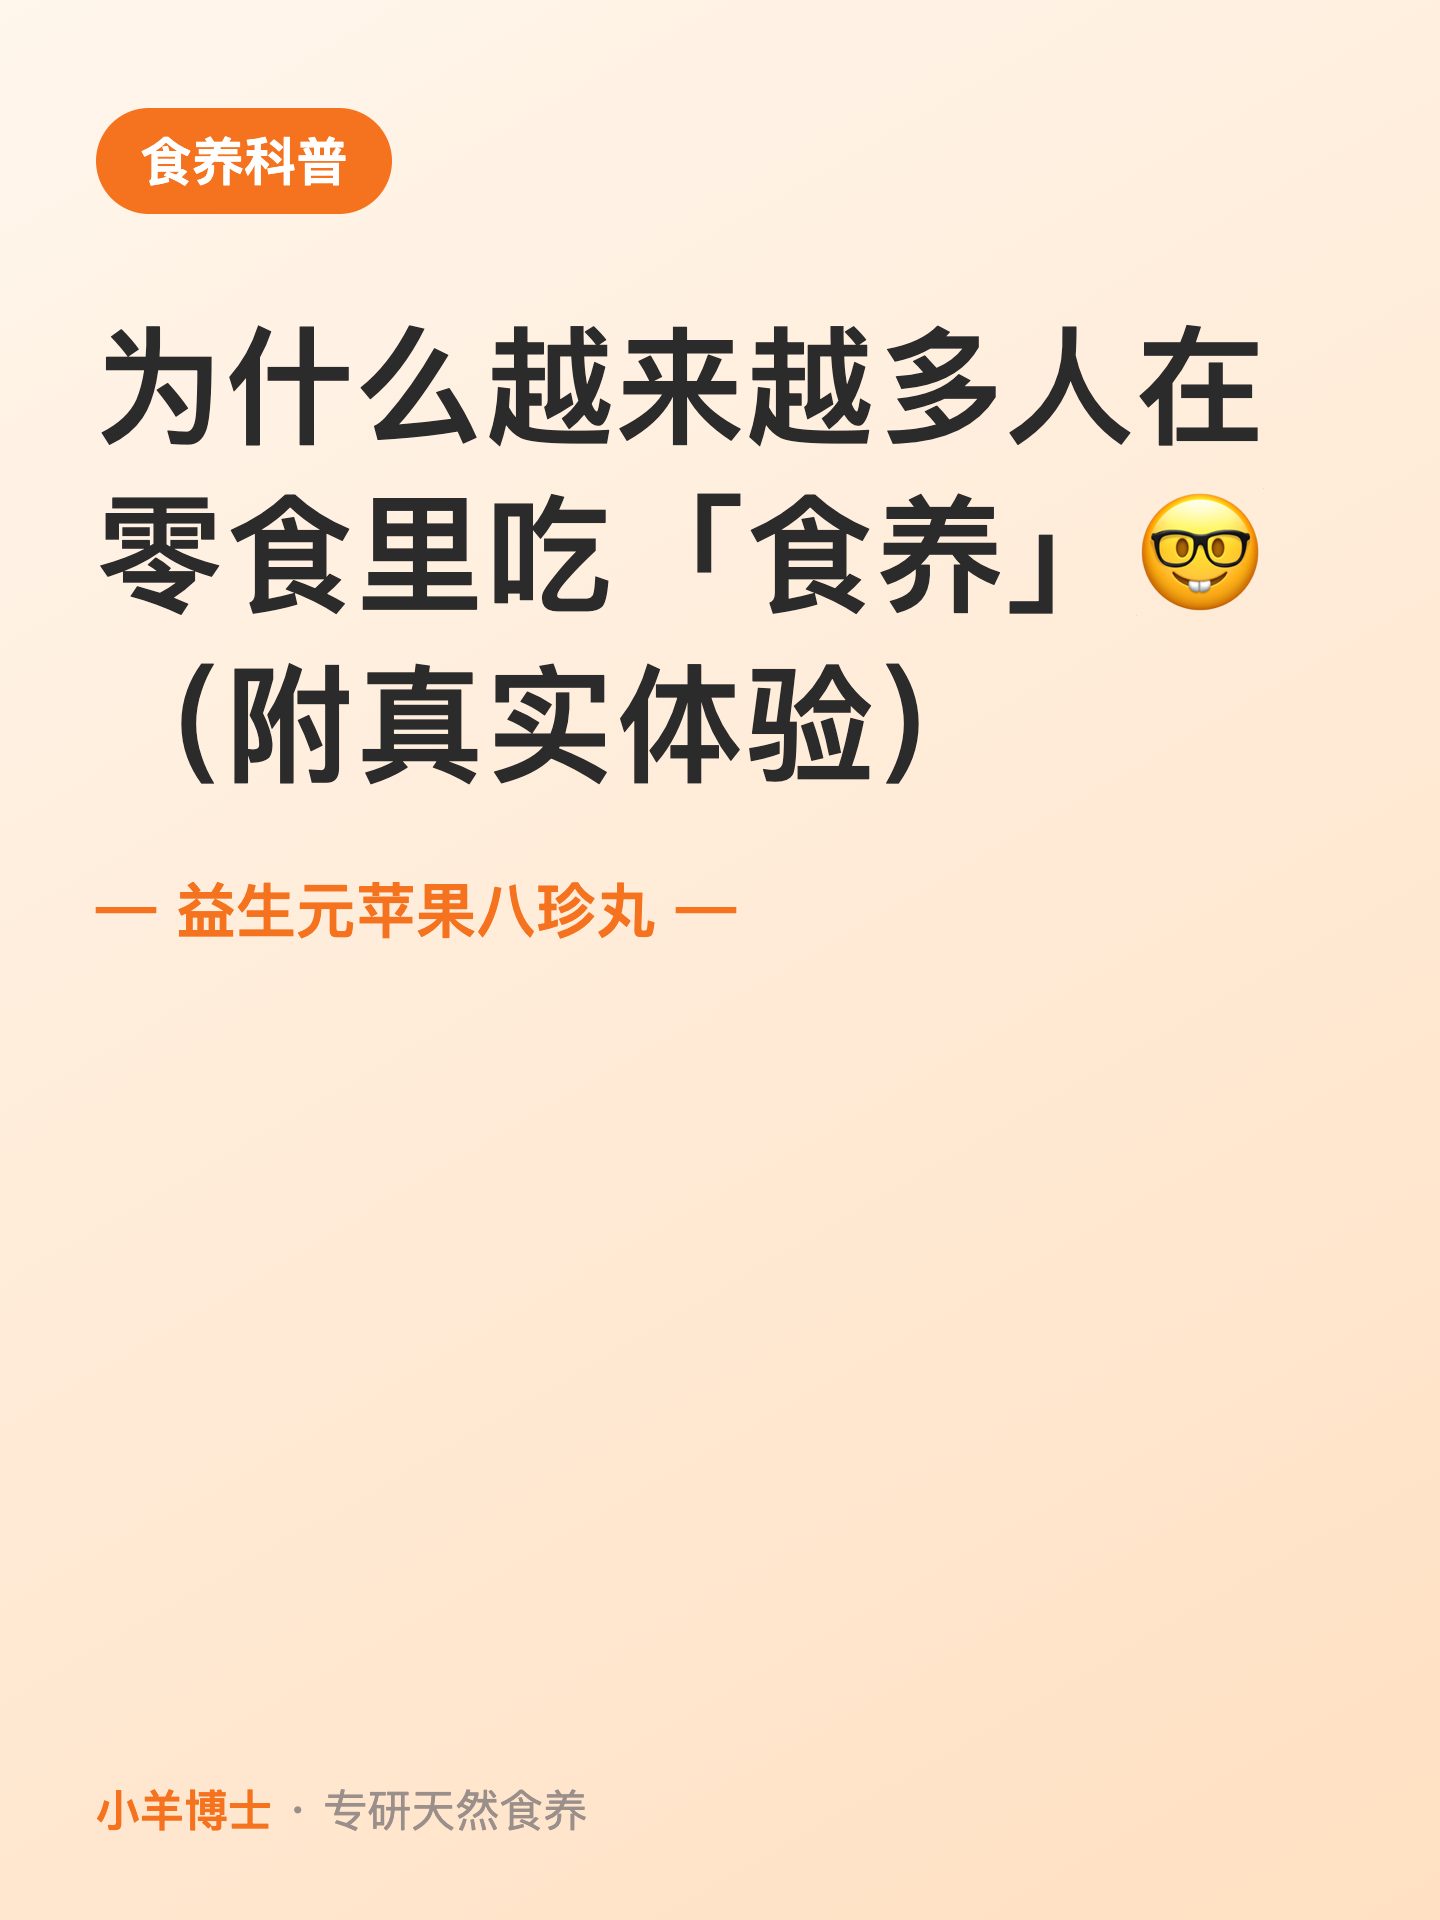 食养科普
为什么越来越多人在
零食里吃「食养」🤓
（附真实体验）
— 益生元苹果八珍丸 —
小羊博士 · 专研天然食养